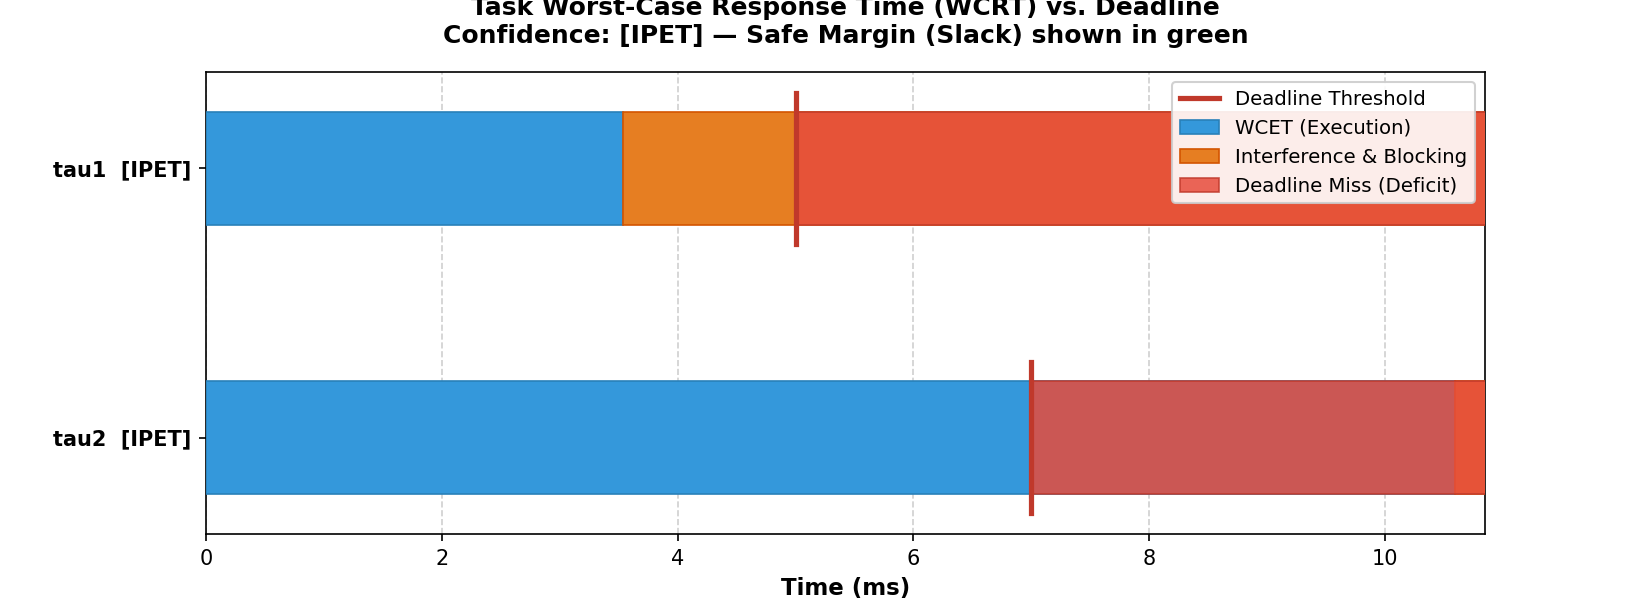 Task Worst-Case Response Time (WCRT) vs. Deadline
Confidence: [IPET] — Safe Margin (Slack) shown in green
Deadline Threshold
WCET (Execution)
Interference & Blocking
Deadline Miss (Deficit)
tau1 [IPET]
tau2 [IPET]
0 2 4 6 8 10
Time (ms)